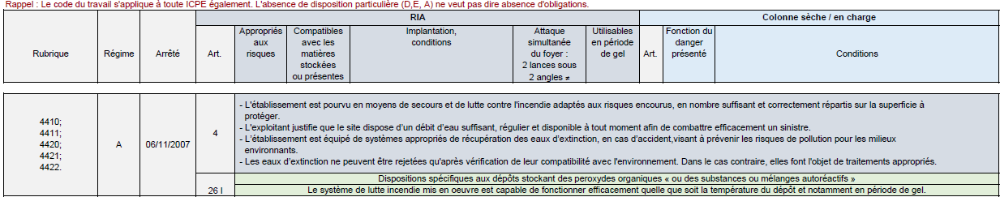 Rappel : Le code du travail s'applique à toute ICPE également. L'absence de disposition particulière (D,E, A) ne veut pas dire absence d'obligations.
RIA
Colonne sèche / en charge
Rubrique
Régime
Arrêté
Art.
Appropriés
aux
risques
Compatibles
avec les
matières
stockées
ou présentes
Implantation,
conditions
Attaque
simultanée
du foyer :
2 lances sous
2 angles ≠
Utilisables
en période
de gel
Art.
Fonction du
danger
présenté
Conditions
4410;
4411;
4420;
4421;
4422.
A
06/11/2007
4
- L'établissement est pourvu en moyens de secours et de lutte contre l'incendie adaptés aux risques encourus, en nombre suffisant et correctement répartis sur la superficie à
protéger.
- L'exploitant justifie que le site dispose d'un débit d'eau suffisant, régulier et disponible à tout moment afin de combattre efficacement un sinistre.
- L'établissement est équipé de systèmes appropriés de récupération des eaux d'extinction, en cas d'accident,visant à prévenir les risques de pollution pour les milieux
environnants.
- Les eaux d'extinction ne peuvent être rejetées qu'après vérification de leur compatibilité avec l'environnement. Dans le cas contraire, elles font l'objet de traitements appropriés.
26 I
Dispositions spécifiques aux dépôts stockant des peroxydes organiques « ou des substances ou mélanges autoréactifs »
Le système de lutte incendie mis en oeuvre est capable de fonctionner efficacement quelle que soit la température du dépôt et notamment en période de gel.